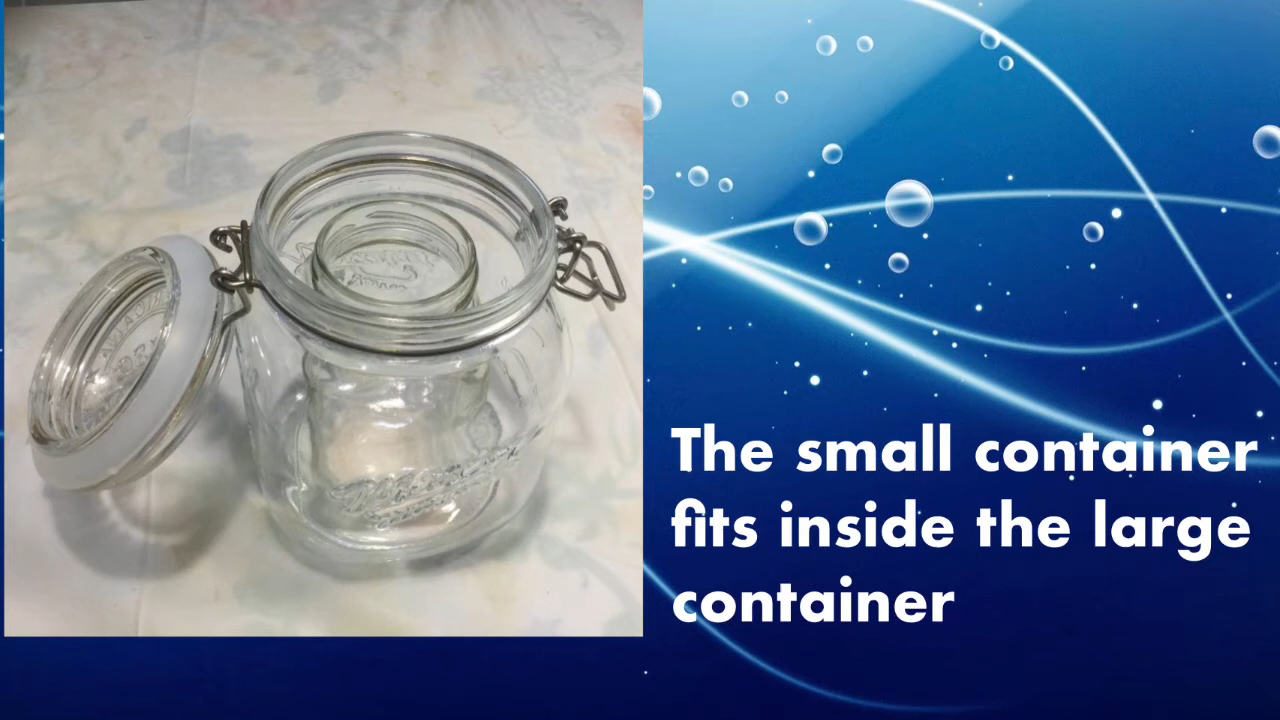 The small container
fits inside the large
container